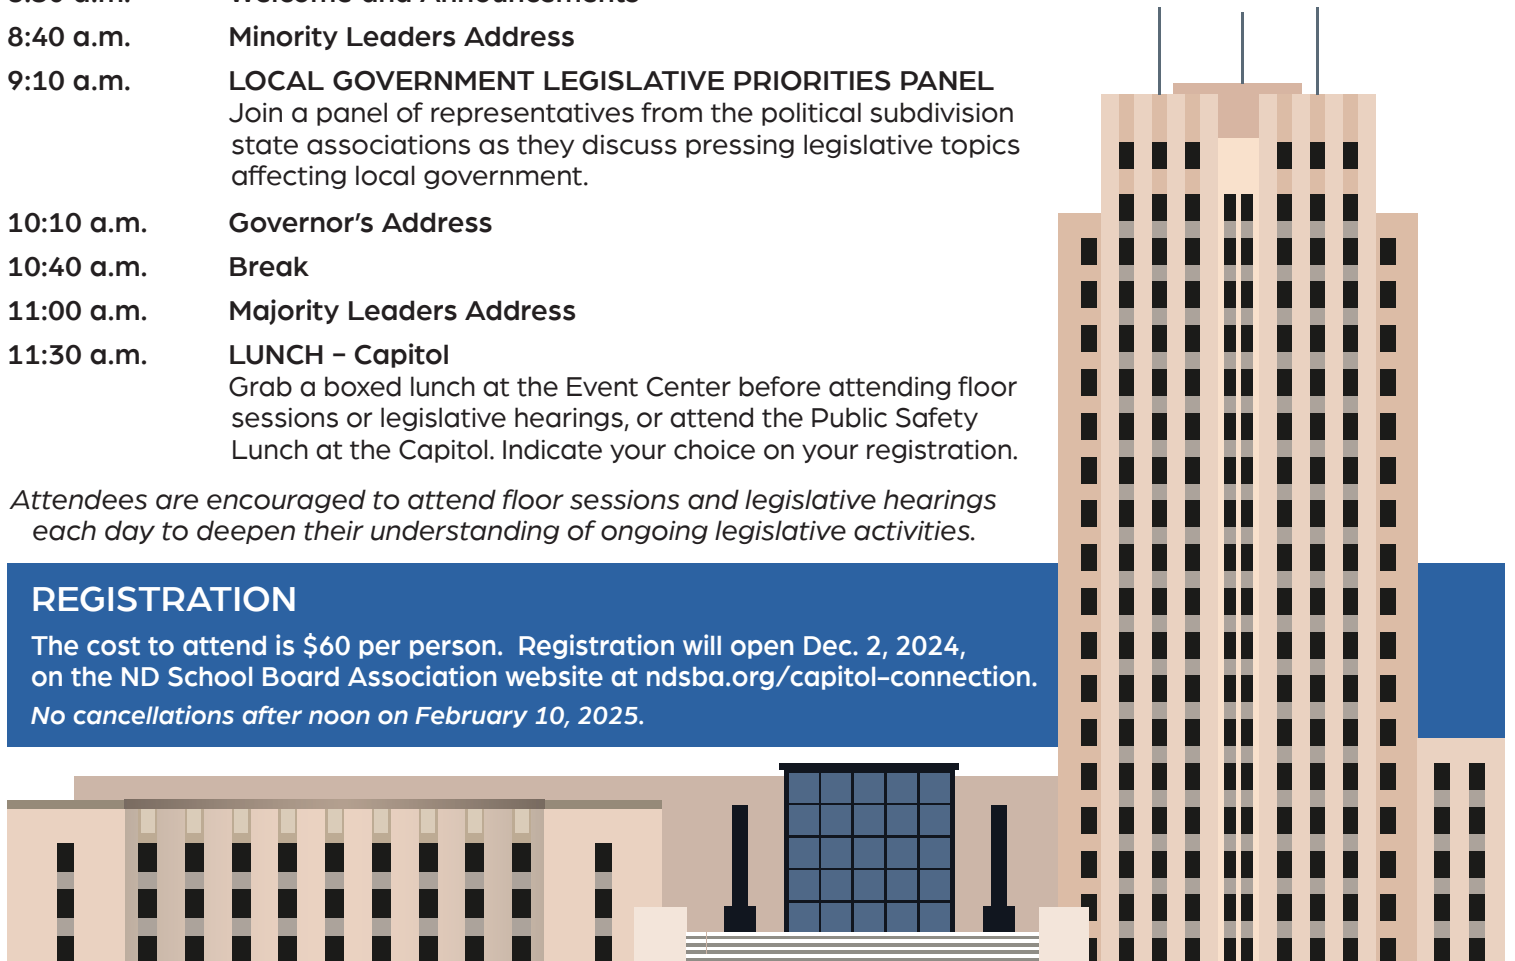 8:40 a.m. Minority Leaders Address
9:10 a.m. LOCAL GOVERNMENT LEGISLATIVE PRIORITIES PANEL
Join a panel of representatives from the political subdivision
state associations as they discuss pressing legislative topics
affecting local government.
10:10 a.m. Governor's Address
10:40 a.m. Break
11:00 a.m. Majority Leaders Address
11:30 a.m. LUNCH – Capitol
Grab a boxed lunch at the Event Center before attending floor
sessions or legislative hearings, or attend the Public Safety
Lunch at the Capitol. Indicate your choice on your registration.
Attendees are encouraged to attend floor sessions and legislative hearings
each day to deepen their understanding of ongoing legislative activities.
REGISTRATION
The cost to attend is $60 per person.  Registration will open Dec. 2, 2024,
on the ND School Board Association website at ndsba.org/capitol-connection.
No cancellations after noon on February 10, 2025.